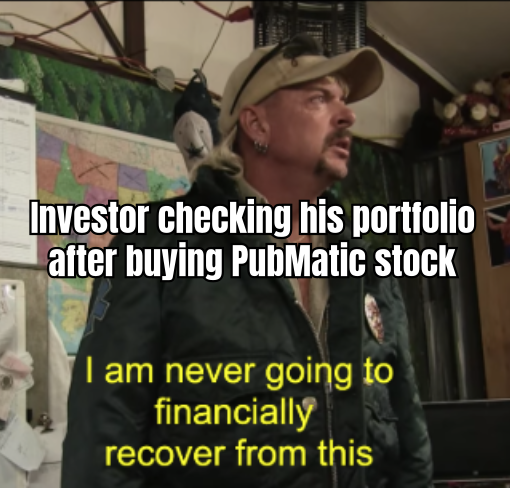 Investor checking his portfolio
after buying PubMatic stock
I am never going to
financially
recover from this